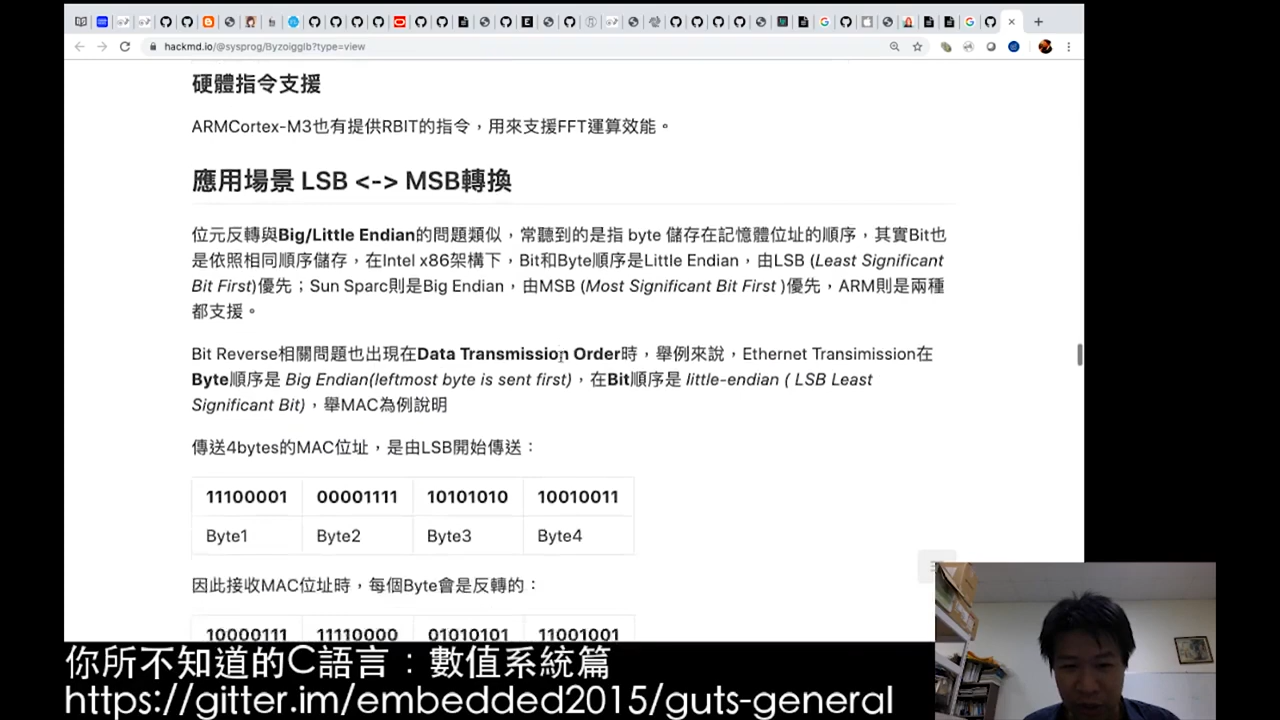 hackmd.io/@sysprog/Byzoigglb?type=view
硬體指令支援
ARMCortex-M3也有提供RBIT的指令，用來支援FFT運算效能。
應用場景 LSB <-> MSB轉換
位元反轉與Big/Little Endian的問題類似，常聽到的是指 byte 儲存在記憶體位址的順序，其實Bit也
是依照相同順序儲存，在Intel x86架構下，Bit和Byte順序是Little Endian，由LSB (Least Significant
Bit First)優先；Sun Sparc則是Big Endian，由MSB (Most Significant Bit First )優先，ARM則是兩種
都支援。
Bit Reverse相關問題也出現在Data Transmission Order時，舉例來說，Ethernet Transimission在
Byte順序是 Big Endian(leftmost byte is sent first)，在Bit順序是 little-endian ( LSB Least
Significant Bit)，舉MAC為例說明
傳送4bytes的MAC位址，是由LSB開始傳送：
11100001 00001111 10101010 10010011
Byte1 Byte2 Byte3 Byte4
因此接收MAC位址時，每個Byte會是反轉的：
10000111 11110000 01010101 11001001
你所不知道的C語言：數值系統篇
https://gitter.im/embedded2015/guts-general